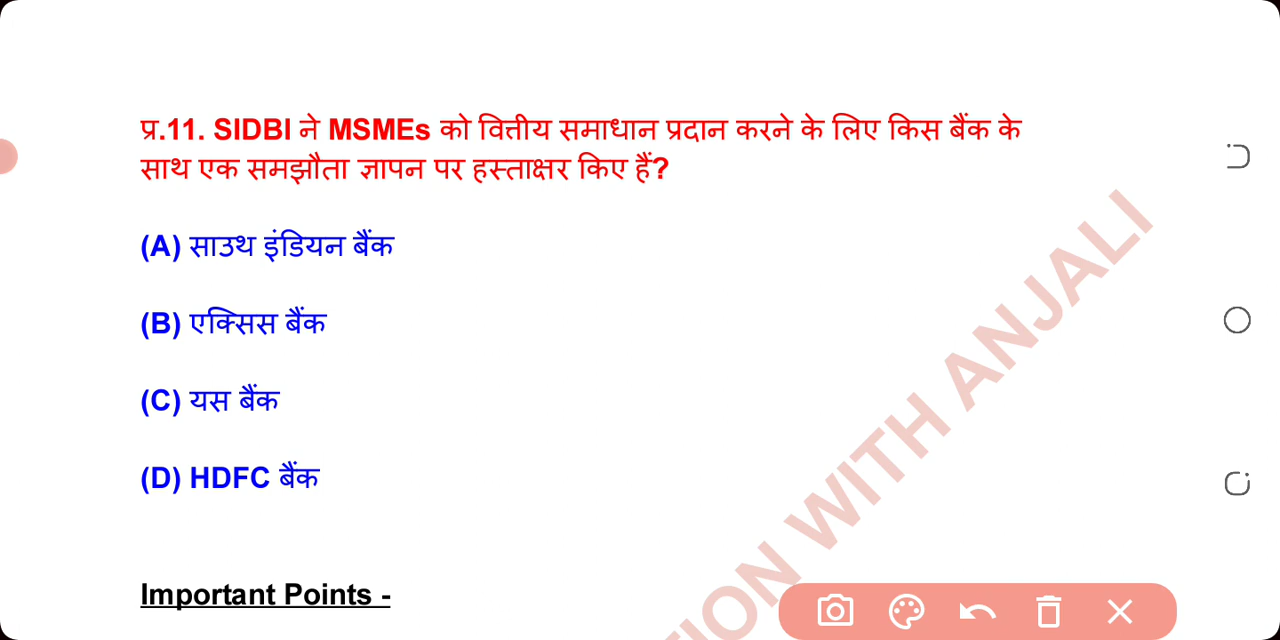 प्र.11. SIDBI ने MSMEs को वित्तीय समाधान प्रदान करने के लिए किस बैंक के
साथ एक समझौता ज्ञापन पर हस्ताक्षर किए हैं?
(A) साउथ इंडियन बैंक
(B) एक्सिस बैंक
(C) यस बैंक
(D) HDFC बैंक
Important Points -
WITH ANJALI